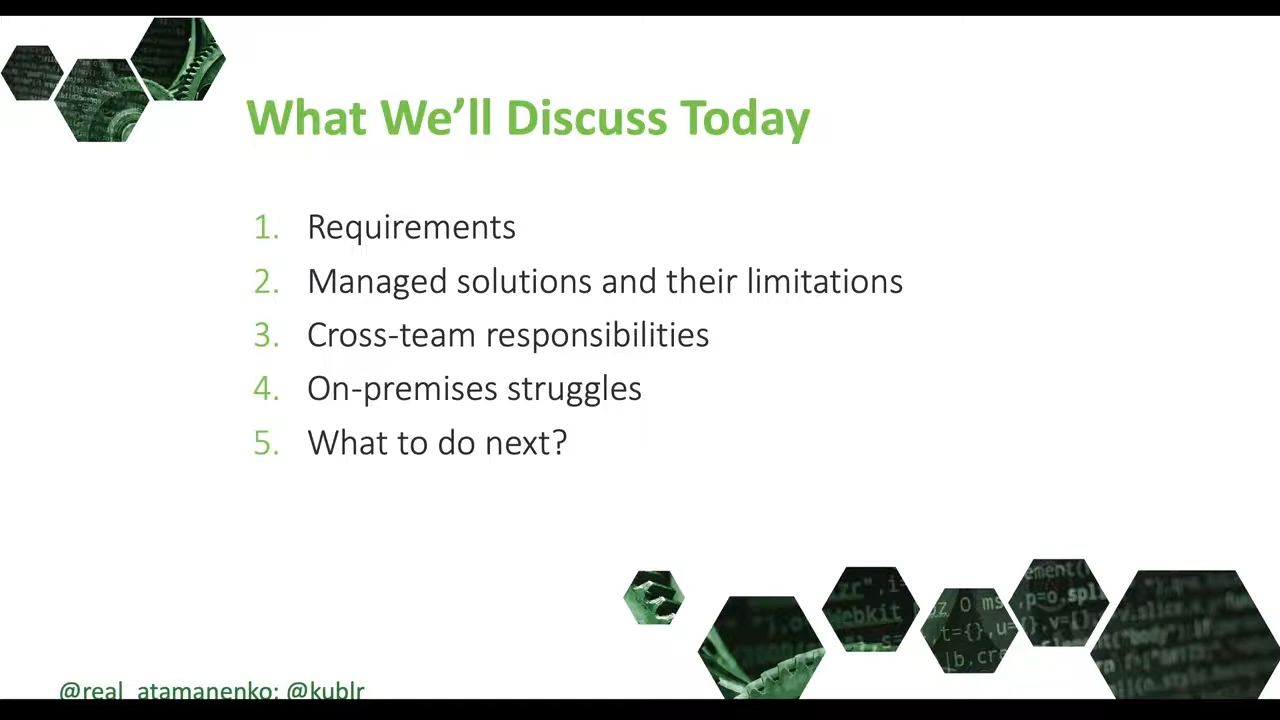 What We’ll Discuss Today
1. Requirements
2. Managed solutions and their limitations
3. Cross-team responsibilities
4. On-premises struggles
5. What to do next?
@real_atamanenko; @kublr